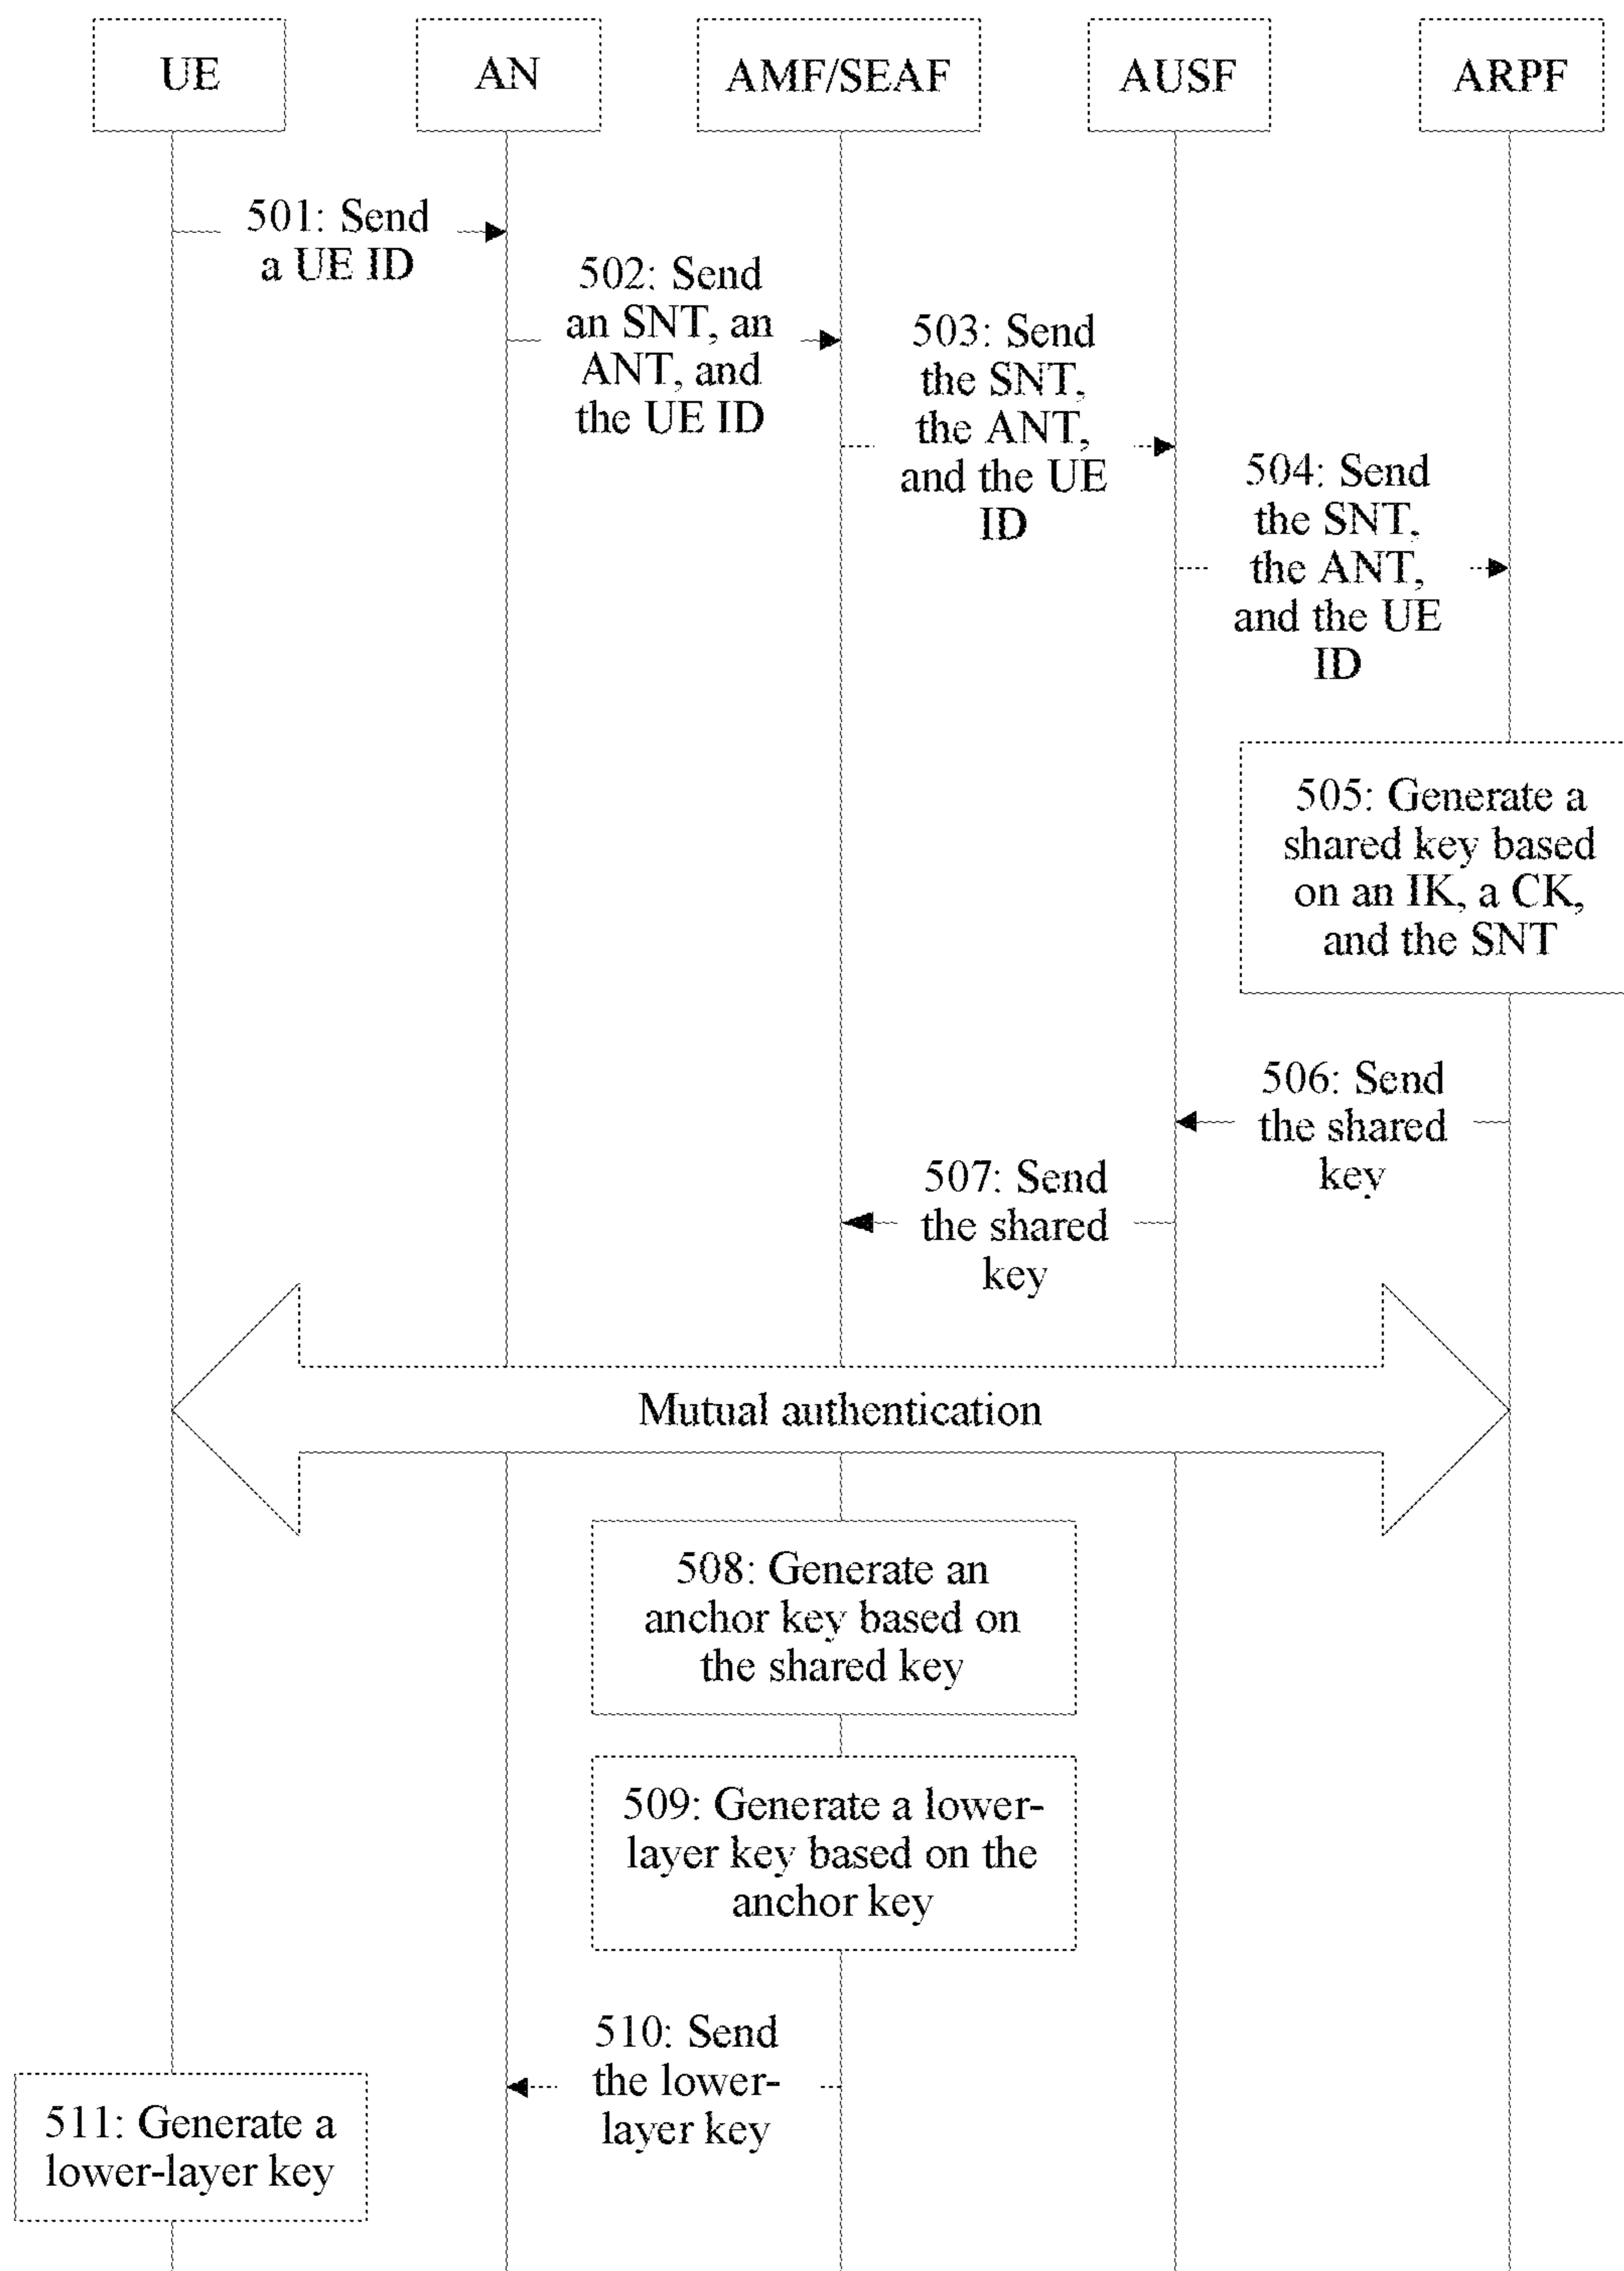 UE
AN
AMF/SEAF
AUSF
ARPF
501: Send
a UE ID
502: Send
an SNT, an
ANT, and
the UE ID
503: Send
the SNT,
the ANT,
and the UE
ID
504: Send
the SNT,
the ANT,
and the UE
ID
505: Generate a
shared key based
on an IK, a CK,
and the SNT
506: Send
the shared
key
507: Send
the shared
key
Mutual authentication
508: Generate an
anchor key based on
the shared key
509: Generate a lower-
layer key based on the
anchor key
510: Send
the lower-
layer key
511: Generate a
lower-layer key